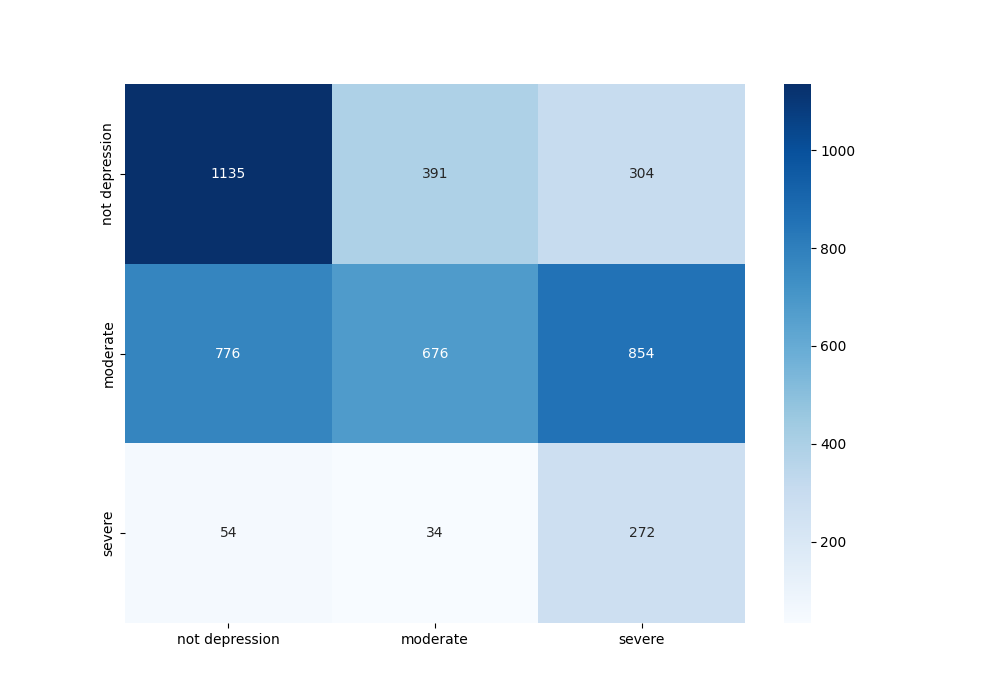 not depression
1135 391 304
moderate
776 676 854
severe
54 34 272
not depression moderate severe
1000
800
600
400
200